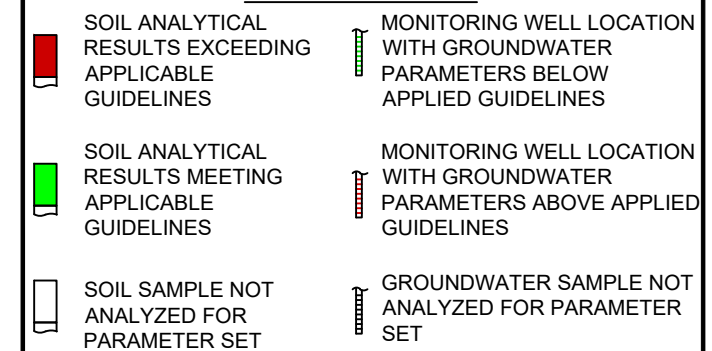 SOIL ANALYTICAL
RESULTS EXCEEDING
APPLICABLE
GUIDELINES
MONITORING WELL LOCATION
WITH GROUNDWATER
PARAMETERS BELOW
APPLIED GUIDELINES
SOIL ANALYTICAL
RESULTS MEETING
APPLICABLE
GUIDELINES
MONITORING WELL LOCATION
WITH GROUNDWATER
PARAMETERS ABOVE APPLIED
GUIDELINES
SOIL SAMPLE NOT
ANALYZED FOR
PARAMETER SET
GROUNDWATER SAMPLE NOT
ANALYZED FOR PARAMETER
SET